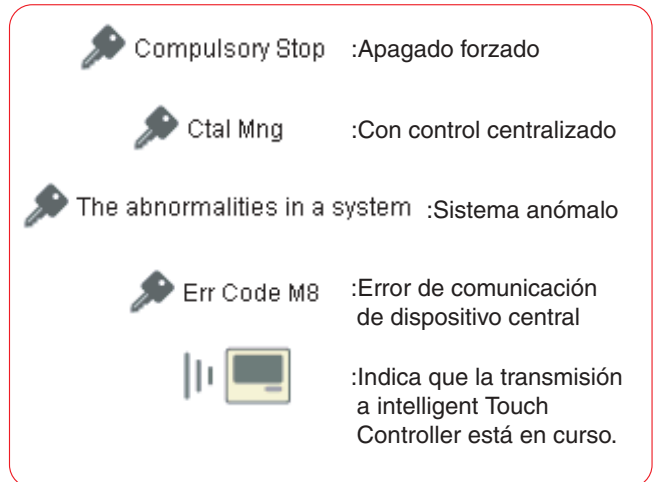 Compulsory Stop :Apagado forzado
Ctal Mng :Con control centralizado
The abnormalities in a system :Sistema anómalo
Err Code M8 :Error de comunicación
de dispositivo central
:Indica que la transmisión
a intelligent Touch
Controller está en curso.